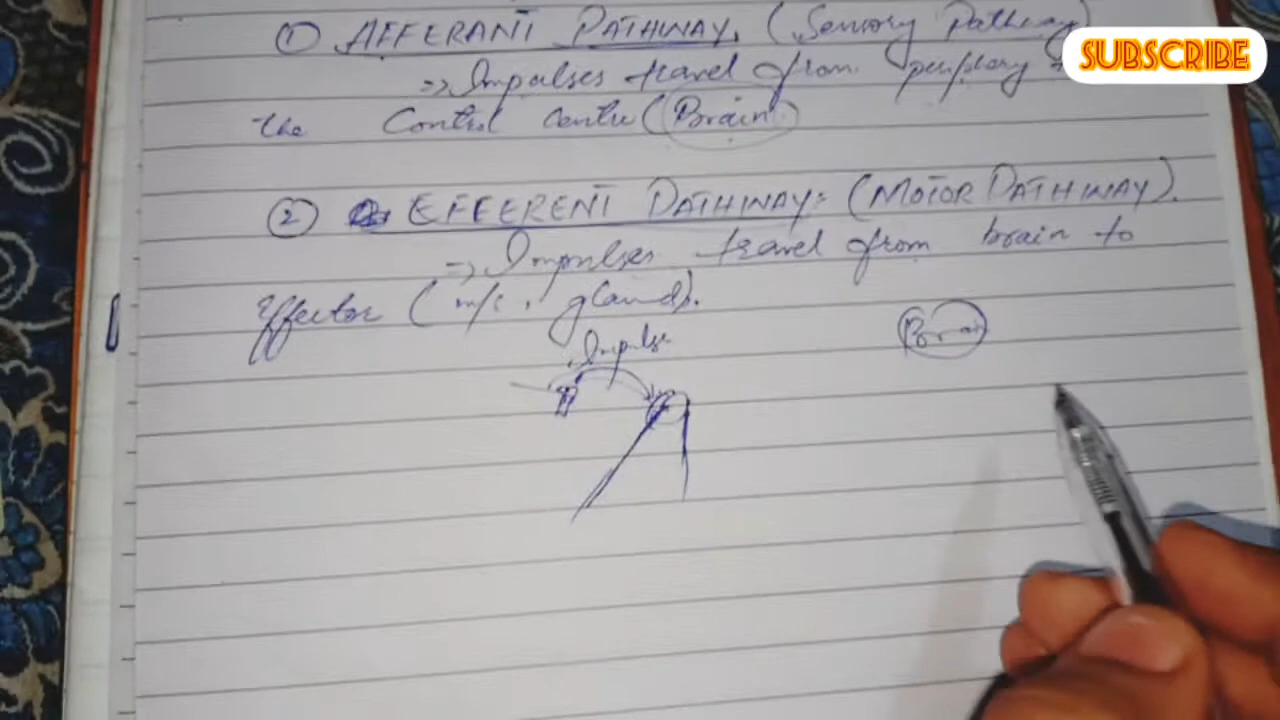 ① AFFERANT PATHWAY. (Sensory Pathway)
SUBSCRIBE
=> Impulses travel from periphery
the Control Centre (Brain)
② EFFERENT PATHWAY: (MOTOR PATHWAY).
→ Impulses travel from brain to
Effector ( m/c , gland).
Impulse
Brain